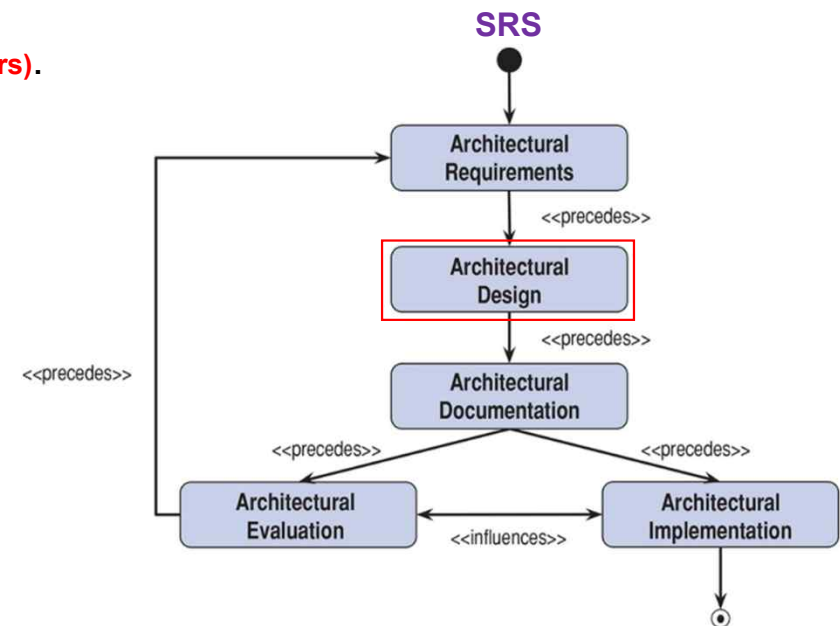 SRS
rs).
Architectural
Requirements
<<precedes>>
Architectural
Design
<<precedes>>
<<precedes>>
Architectural
Documentation
<<precedes>>
<<precedes>>
Architectural
Evaluation
<<influences>>
Architectural
Implementation